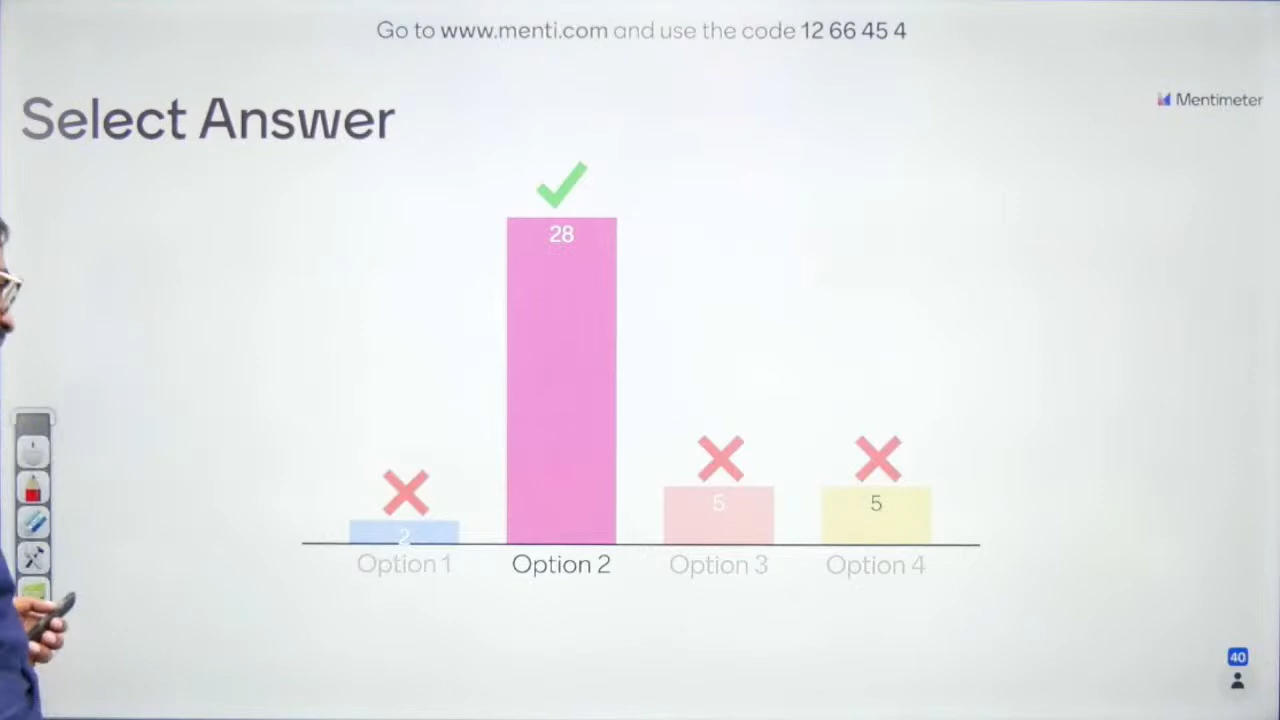 Go to www.menti.com and use the code 12 66 45 4
Mentimeter
Select Answer
28
5
5
2
Option 1
Option 2
Option 3
Option 4
40